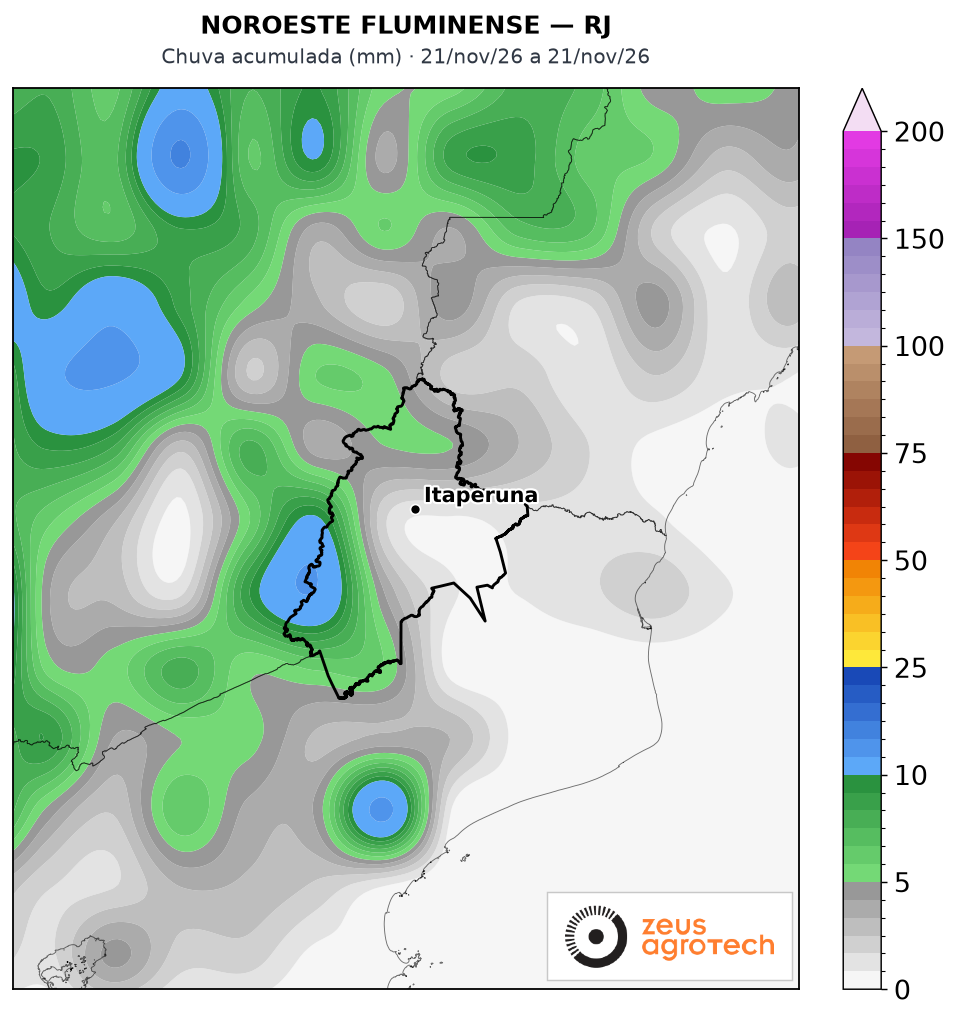 NOROESTE FLUMINENSE — RJ
Chuva acumulada (mm) · 21/nov/26 a 21/nov/26
200
150
100
75
50
25
10
5
0
Itaperuna
zeus
agrotech